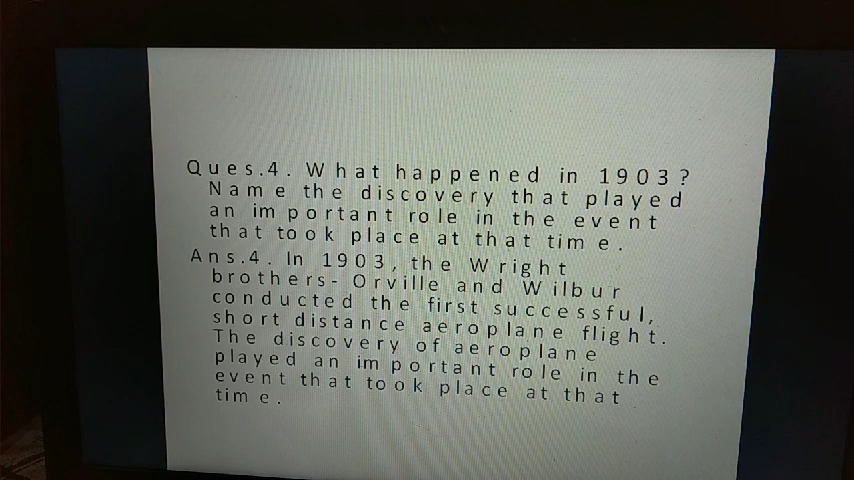 Ques.4. What happened in 1903?
Name the discovery that played
an important role in the event
that took place at that time.
Ans.4. In 1903, the Wright
brothers- Orville and Wilbur
conducted the first successful,
short distance aeroplane flight.
The discovery of aeroplane
played an important role in the
event that took place at that
time.